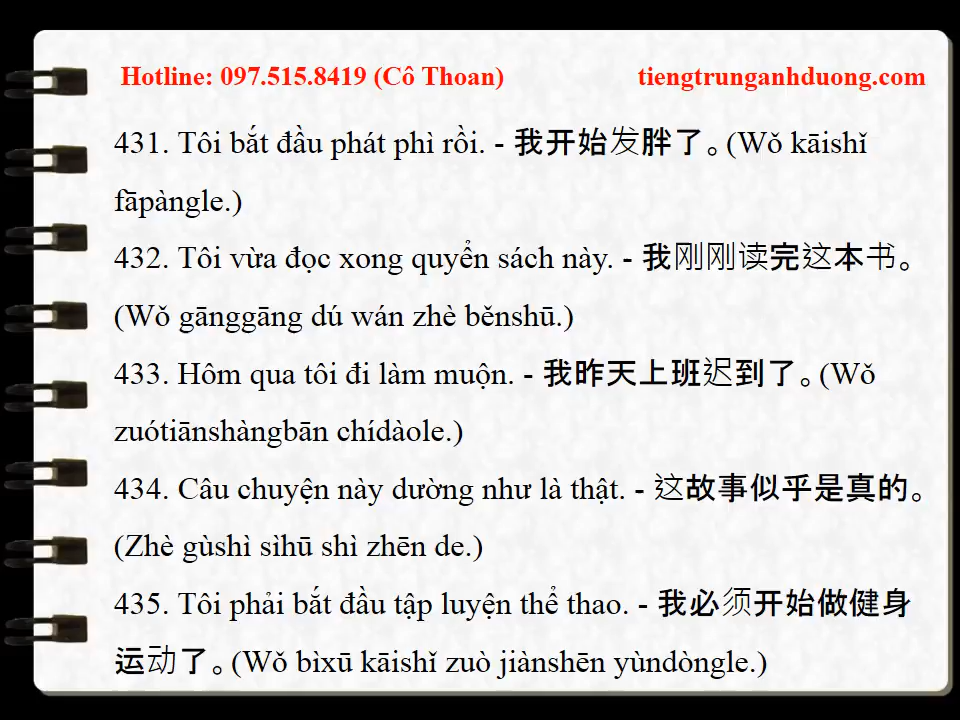 Hotline: 097.515.8419 (Cô Thoan) tiengtrunganhduong.com
431. Tôi bắt đầu phát phì rồi. - 我开始发胖了。(Wǒ kāishǐ
fāpàngle.)
432. Tôi vừa đọc xong quyển sách này. - 我刚刚读完这本书。
(Wǒ gānggāng dú wán zhè běnshū.)
433. Hôm qua tôi đi làm muộn. - 我昨天上班迟到了。(Wǒ
zuótiānshàngbān chídàole.)
434. Câu chuyện này dường như là thật. - 这故事似乎是真的。
(Zhè gùshì sìhū shì zhēn de.)
435. Tôi phải bắt đầu tập luyện thể thao. - 我必须开始做健身
运动了。(Wǒ bìxū kāishǐ zuò jiànshēn yùndòngle.)